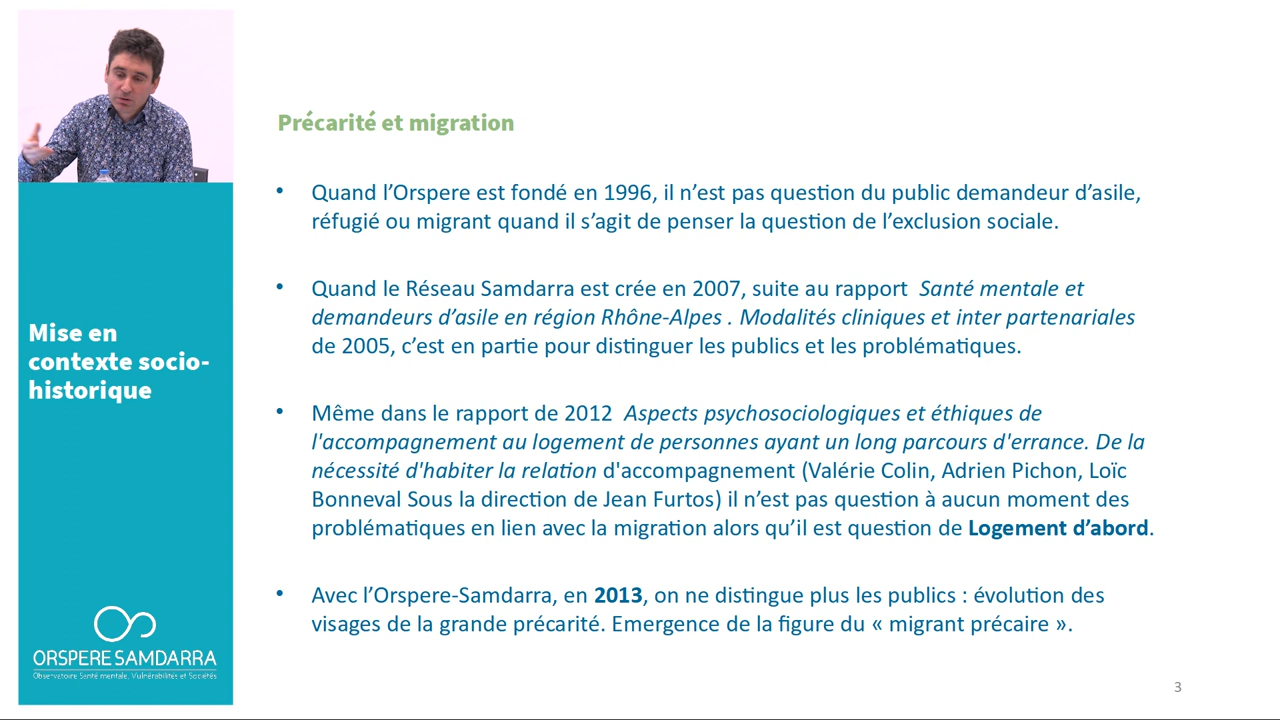 Précarité et migration
• Quand l’Orspere est fondé en 1996, il n’est pas question du public demandeur d’asile,
réfugié ou migrant quand il s’agit de penser la question de l’exclusion sociale.
• Quand le Réseau Samdarra est crée en 2007, suite au rapport  Santé mentale et
demandeurs d’asile en région Rhône-Alpes . Modalités cliniques et inter partenariales
de 2005, c’est en partie pour distinguer les publics et les problématiques.
• Même dans le rapport de 2012  Aspects psychosociologiques et éthiques de
l'accompagnement au logement de personnes ayant un long parcours d'errance. De la
nécessité d'habiter la relation d'accompagnement (Valérie Colin, Adrien Pichon, Loïc
Bonneval Sous la direction de Jean Furtos) il n’est pas question à aucun moment des
problématiques en lien avec la migration alors qu’il est question de Logement d’abord.
• Avec l’Orspere-Samdarra, en 2013, on ne distingue plus les publics : évolution des
visages de la grande précarité. Emergence de la figure du « migrant précaire ».
Mise en
contexte socio-
historique
ORSPERE SAMDARRA
Observatoire Santé mentale, Vulnérabilités et Sociétés
3